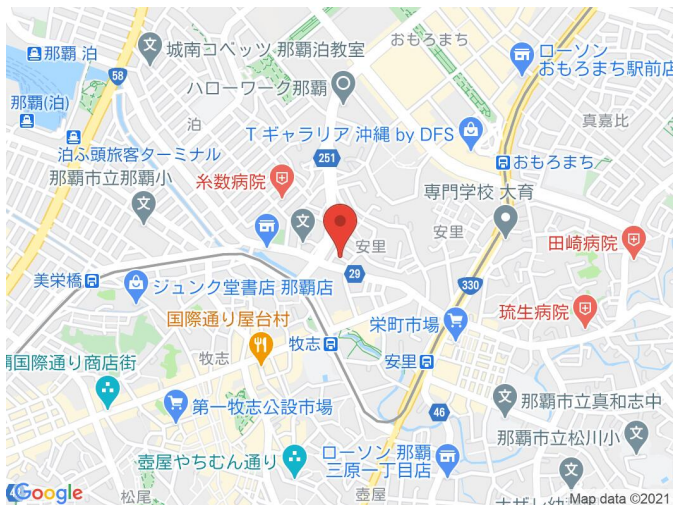 那覇 泊
58
城南コベッツ 那覇泊教室
おもろまち
ローソン
おもろまち駅前店
ハローワーク那覇
那覇(泊)
泊
真嘉比
T ギャラリア 沖縄 by DFS
泊ふ頭旅客ターミナル
251
おもろまち
那覇市立那覇小
糸数病院
専門学校 大育
安里
安里
田崎病院
美栄橋
29
330
ジュンク堂書店 那覇店
琉生病院
国際通り屋台村
栄町市場
牧志
牧志
安里
覇国際通り商店街
第一牧志公設市場
46
那覇市立真和志中
那覇市立松川小
壺屋やちむん通り
ローソン 那覇
三原一丁目店
松尾
壺屋
Google
Map data ©2021